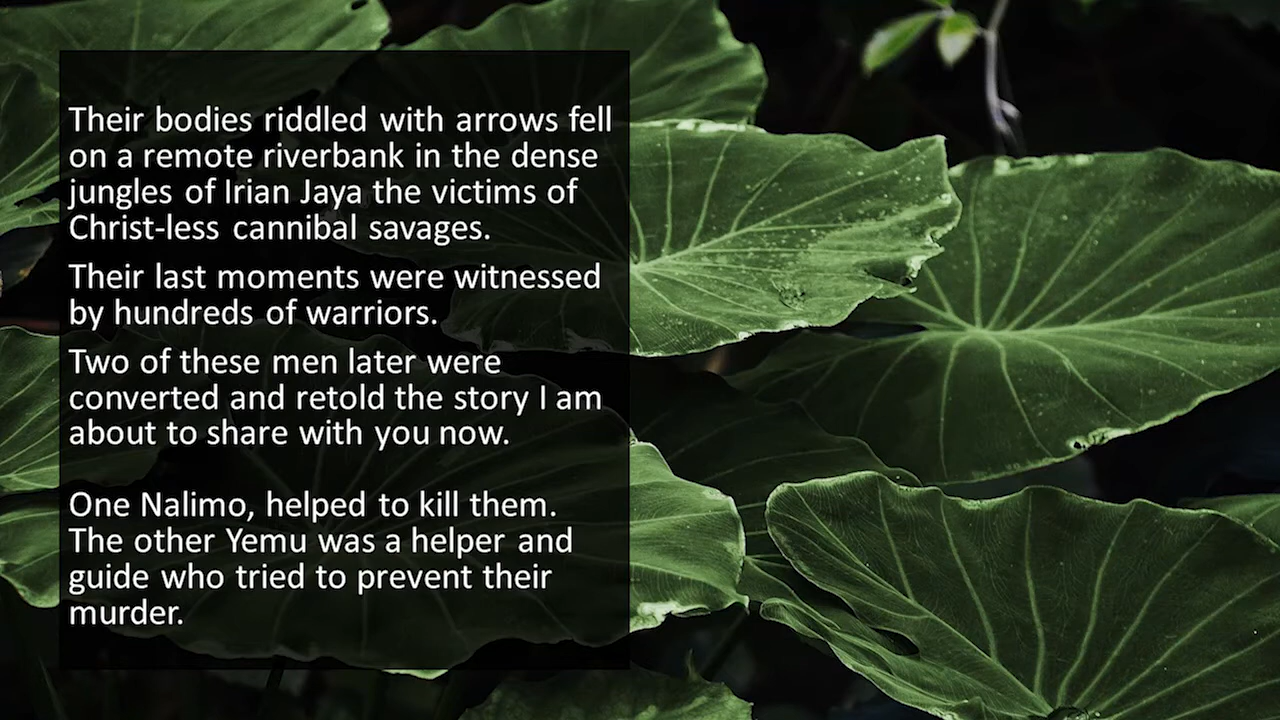 Their bodies riddled with arrows fell
on a remote riverbank in the dense
jungles of Irian Jaya the victims of
Christ-less cannibal savages.
Their last moments were witnessed
by hundreds of warriors.
Two of these men later were
converted and retold the story I am
about to share with you now.
One Nalimo, helped to kill them.
The other Yemu was a helper and
guide who tried to prevent their
murder.